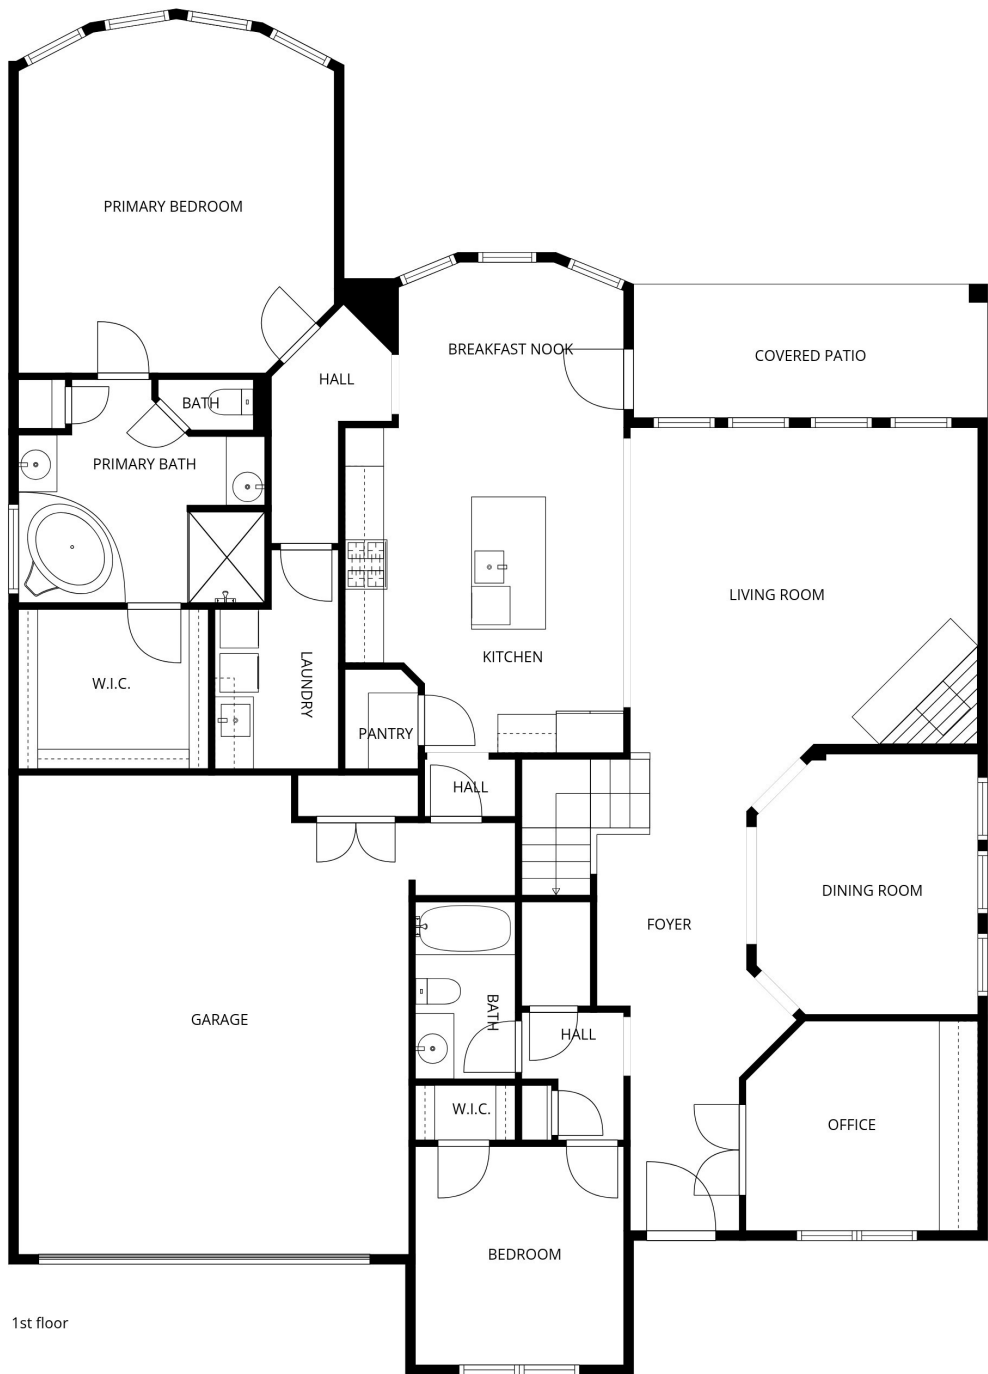 PRIMARY BEDROOM
BREAKFAST NOOK
COVERED PATIO
HALL
BATH
PRIMARY BATH
LIVING ROOM
KITCHEN
W.I.C.
LAUNDRY
PANTRY
HALL
DINING ROOM
FOYER
GARAGE
BATH
HALL
W.I.C.
OFFICE
BEDROOM
1st floor